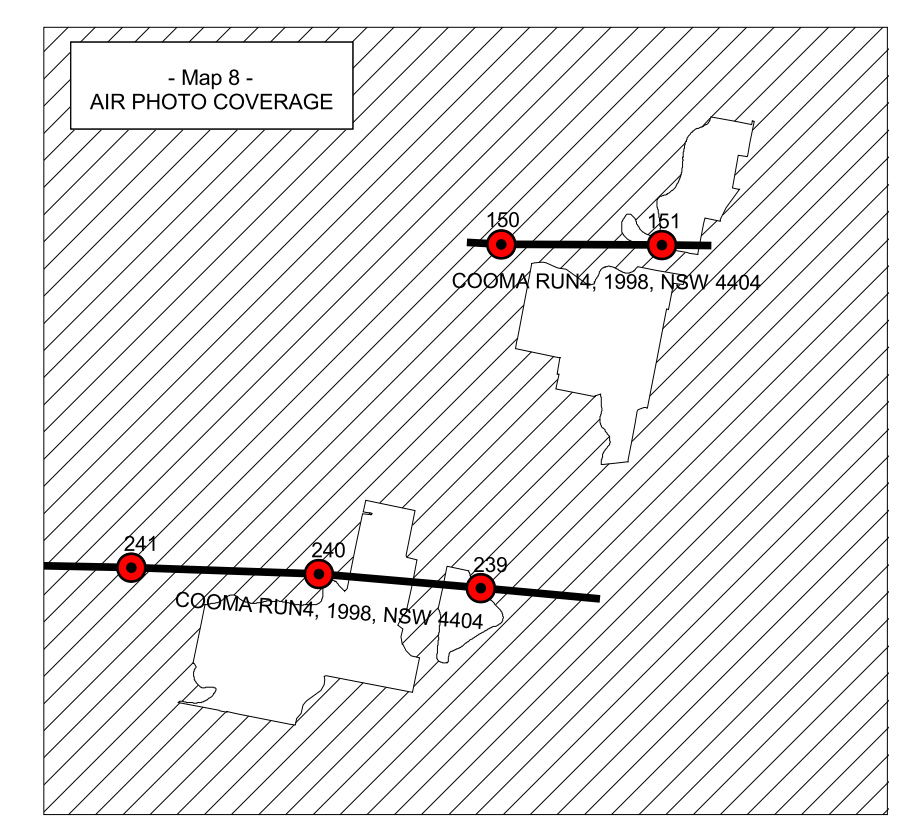 - Map 8 -
AIR PHOTO COVERAGE
150
151
COOMA RUN4, 1998, NSW 4404
241
240
239
COOMA RUN4, 1998, NSW 4404